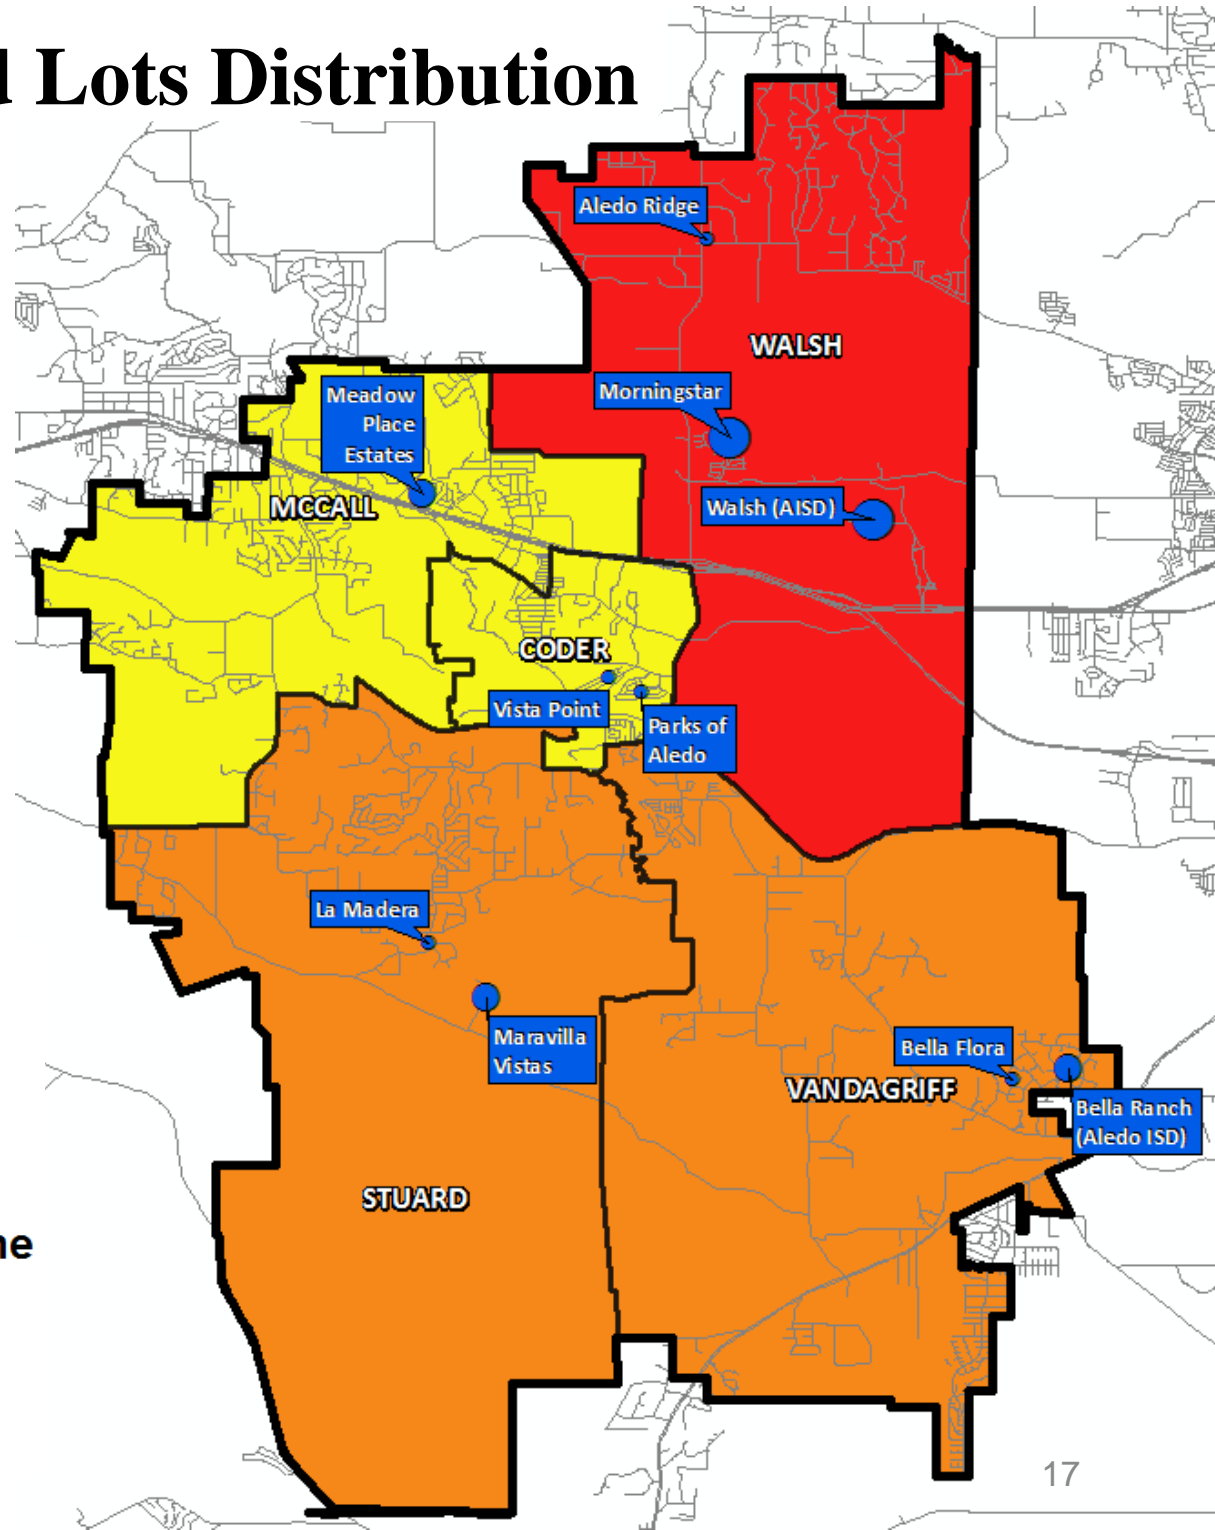 Lots Distribution
Aledo Ridge
WALSH
Morningstar
Meadow
Place
Estates
MCCALL
Walsh (AISD)
CODER
Vista Point
Parks of
Aledo
La Madera
Maravilla
Vistas
Bella Flora
VANDAGRIFF
Bella Ranch
(Aledo ISD)
STUARD
ne
17